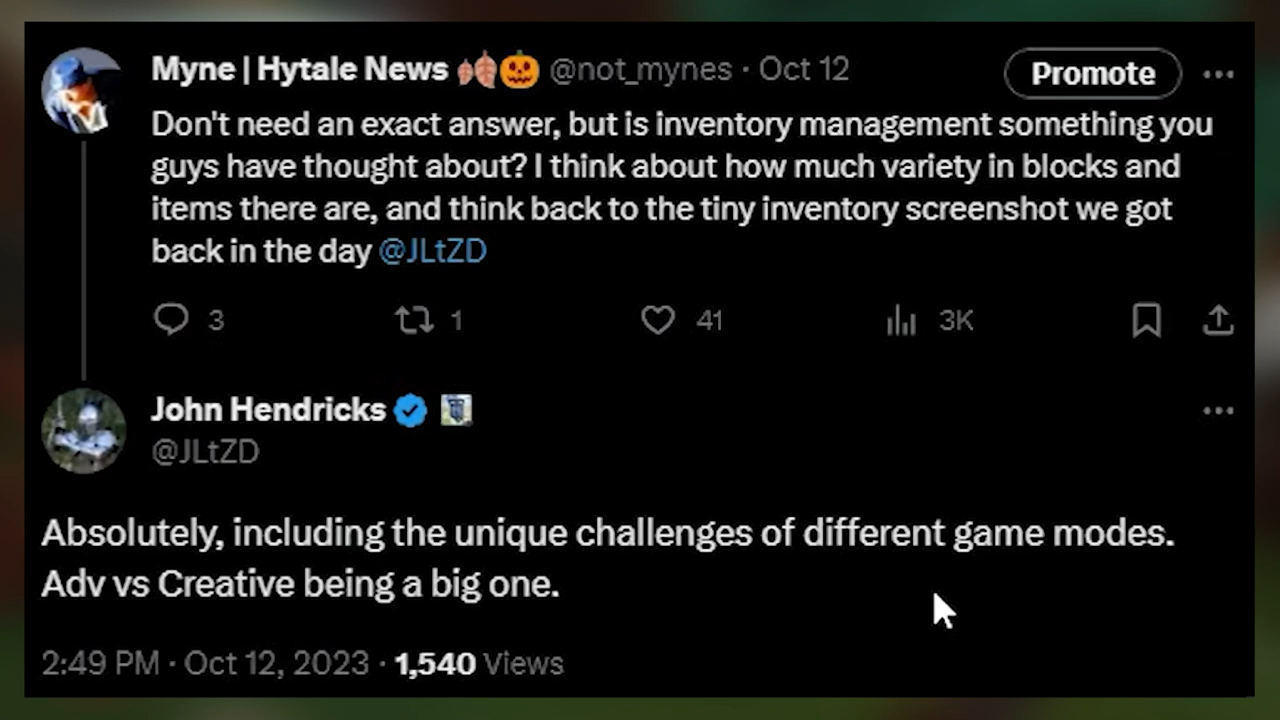 Myne | Hytale News 🍂🎃 @not_mynes · Oct 12
Promote
Don't need an exact answer, but is inventory management something you
guys have thought about? I think about how much variety in blocks and
items there are, and think back to the tiny inventory screenshot we got
back in the day @JLtZD
3 1 41 3K
John Hendricks
@JLtZD
Absolutely, including the unique challenges of different game modes.
Adv vs Creative being a big one.
2:49 PM · Oct 12, 2023 · 1,540 Views